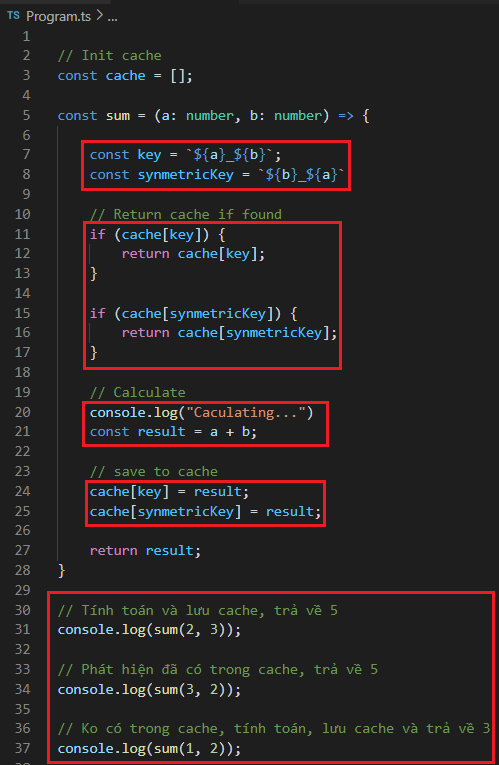 TS Program.ts > ...
1
2 // Init cache
3 const cache = [];
4
5 const sum = (a: number, b: number) => {
6
7 const key = `${a}_${b}`;
8 const synmetricKey = `${b}_${a}`
9
10 // Return cache if found
11 if (cache[key]) {
12 return cache[key];
13 }
14
15 if (cache[synmetricKey]) {
16 return cache[synmetricKey];
17 }
18
19 // Calculate
20 console.log("Caculating...")
21 const result = a + b;
22
23 // save to cache
24 cache[key] = result;
25 cache[synmetricKey] = result;
26
27 return result;
28 }
29
30 // Tính toán và lưu cache, trả về 5
31 console.log(sum(2, 3));
32
33 // Phát hiện đã có trong cache, trả về 5
34 console.log(sum(3, 2));
35
36 // Ko có trong cache, tính toán, lưu cache và trả về 3
37 console.log(sum(1, 2));